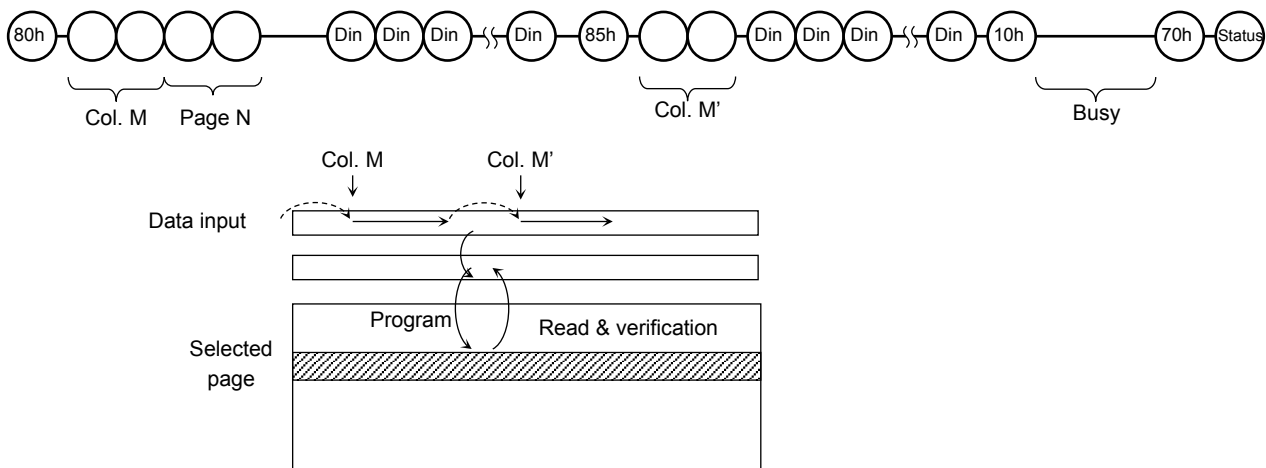 80h Din Din Din Din 85h Din Din Din Din 10h 70h Status
Col. M Page N Col. M’ Busy
Col. M Col. M’
Data input
Program Read & verification
Selected
page